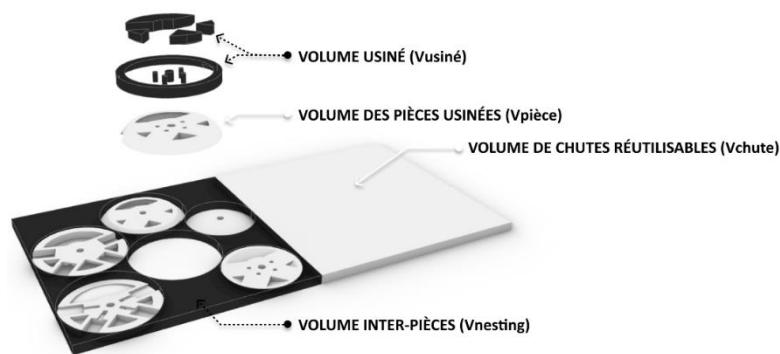 VOLUME USINÉ (Vusiné)
VOLUME DES PIÈCES USINÉES (Vpièce)
VOLUME DE CHUTES RÉUTILISABLES (Vchute)
VOLUME INTER-PIÈCES (Vnesting)